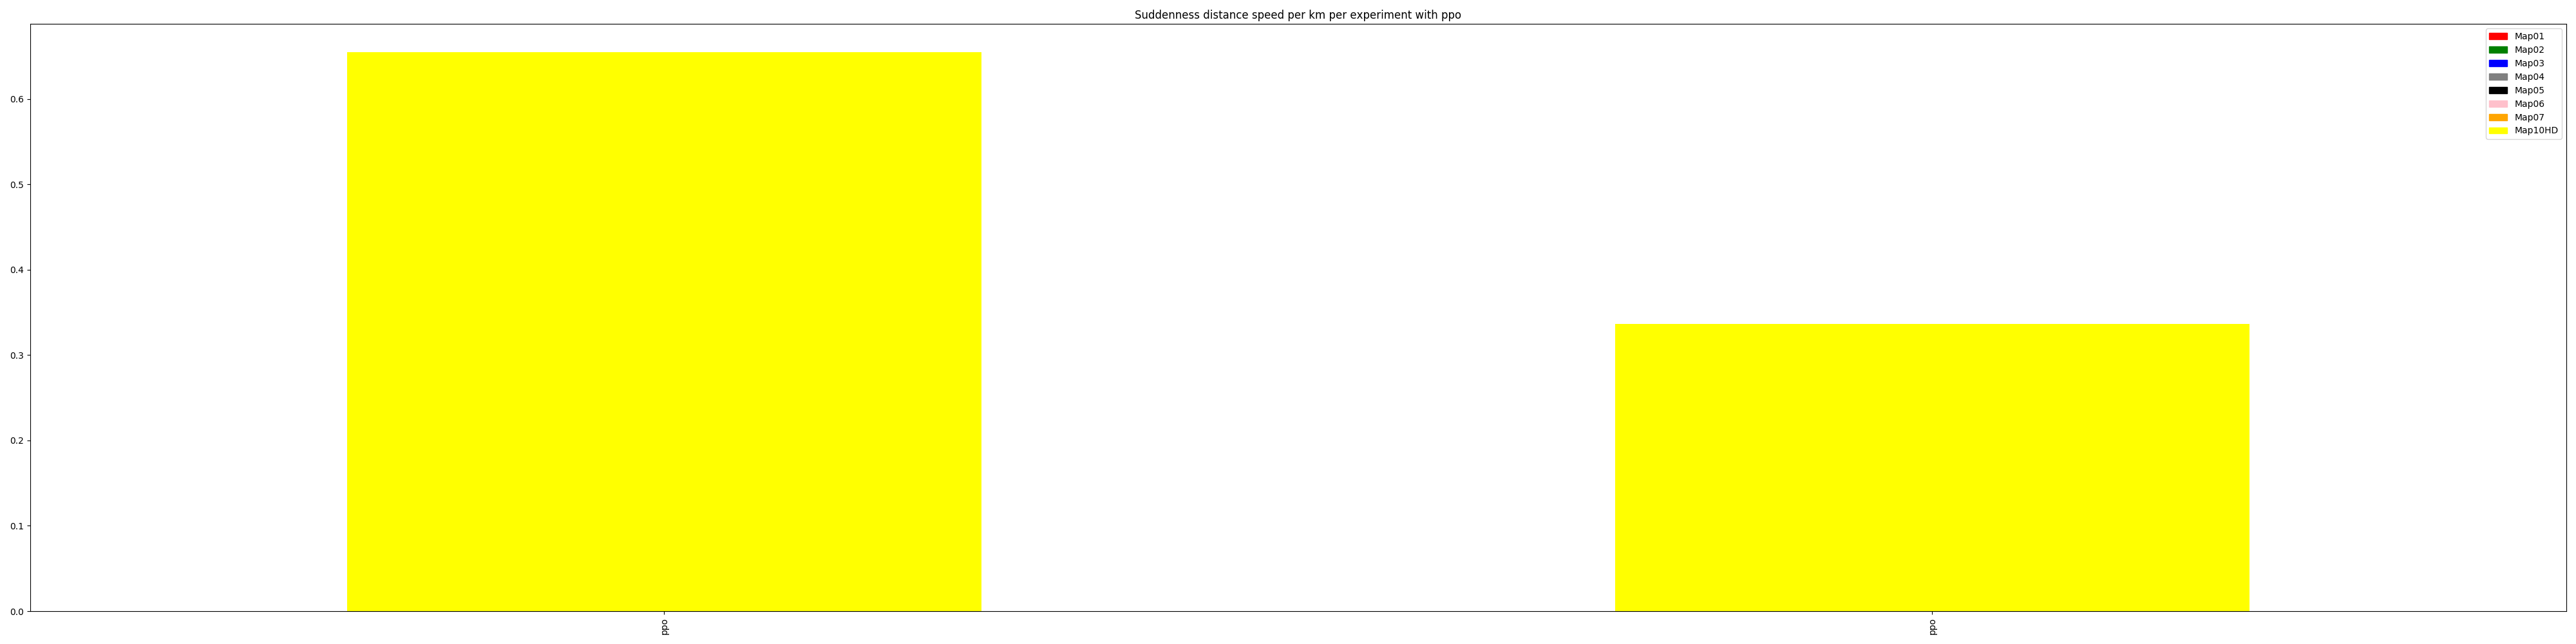 Suddenness distance speed per km per experiment with ppo
Map01
Map02
Map03
Map04
Map05
Map06
Map07
Map10HD
0.6
0.5
0.4
0.3
0.2
0.1
0.0
ppo
ppo